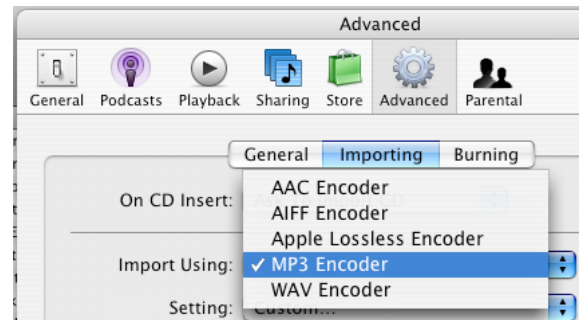 Advanced
General Podcasts Playback Sharing Store Advanced Parental
General Importing Burning
On CD Insert:
AAC Encoder
AIFF Encoder
Apple Lossless Encoder
Import Using: ✓ MP3 Encoder
WAV Encoder
Setting: Custom...